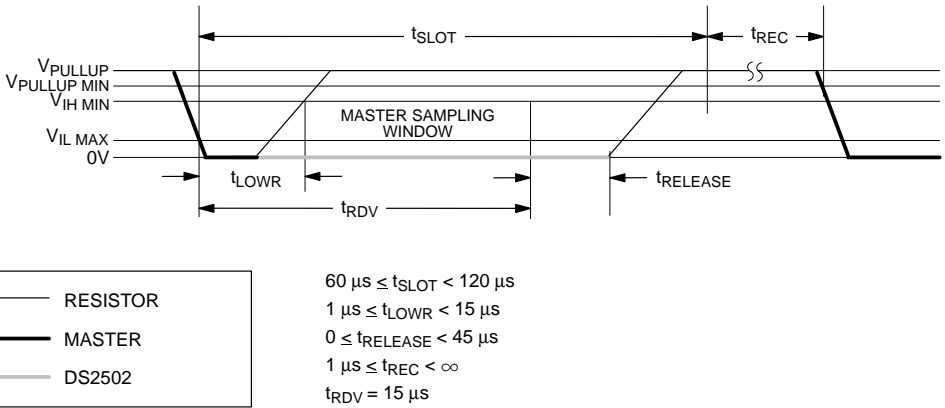 tSLOT
tREC
VPULLUP
VPULLUP MIN
VIH MIN
MASTER SAMPLING
WINDOW
VIL MAX
0V
tLOWR
tRELEASE
tRDV
RESISTOR
MASTER
DS2502
60 μs ≤ tSLOT < 120 μs
1 μs ≤ tLOWR < 15 μs
0 ≤ tRELEASE < 45 μs
1 μs ≤ tREC < ∞
tRDV = 15 μs